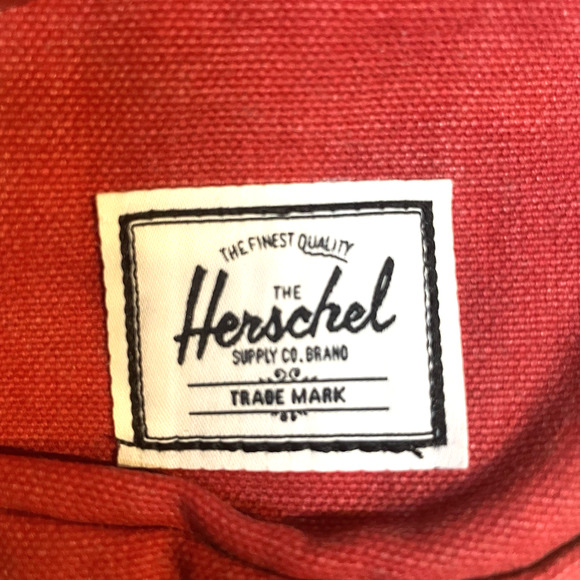 THE FINEST QUALITY
THE
Herschel
SUPPLY CO. BRAND
TRADE MARK